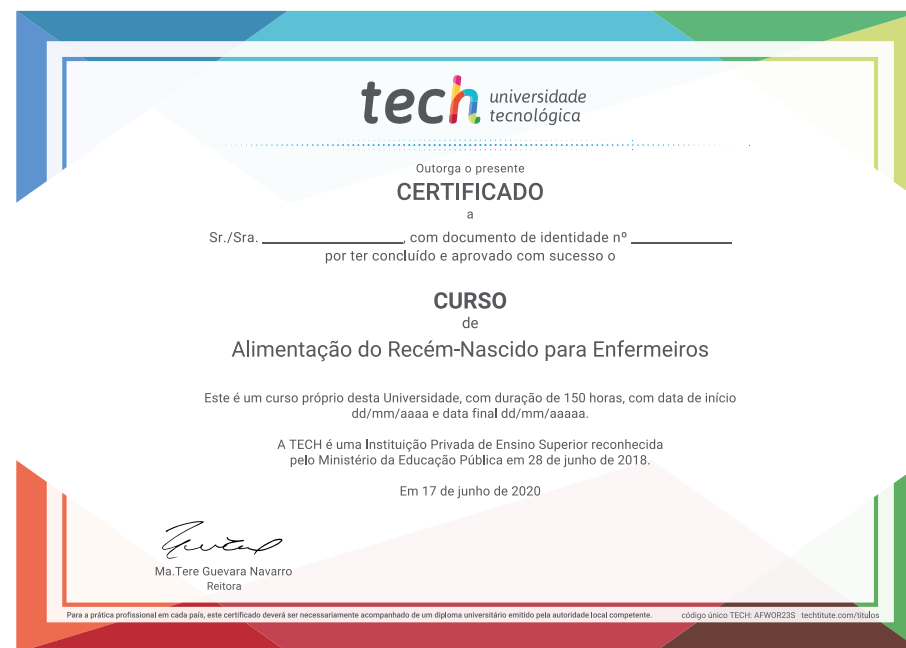 tech universidade
tecnológica
Outorga o presente
CERTIFICADO
a
Sr./Sra. ____________________, com documento de identidade nº ______________
por ter concluído e aprovado com sucesso o
CURSO
de
Alimentação do Recém-Nascido para Enfermeiros
Este é um curso próprio desta Universidade, com duração de 150 horas, com data de início
dd/mm/aaaa e data final dd/mm/aaaaa.
A TECH é uma Instituição Privada de Ensino Superior reconhecida
pelo Ministério da Educação Pública em 28 de junho de 2018.
Em 17 de junho de 2020
Ma.Tere Guevara Navarro
Reitora
Para a prática profissional em cada país, este certificado deverá ser necessariamente acompanhado de um diploma universitário emitido pela autoridade local competente. código único TECH: AFWOR23S techtitute.com/titulos